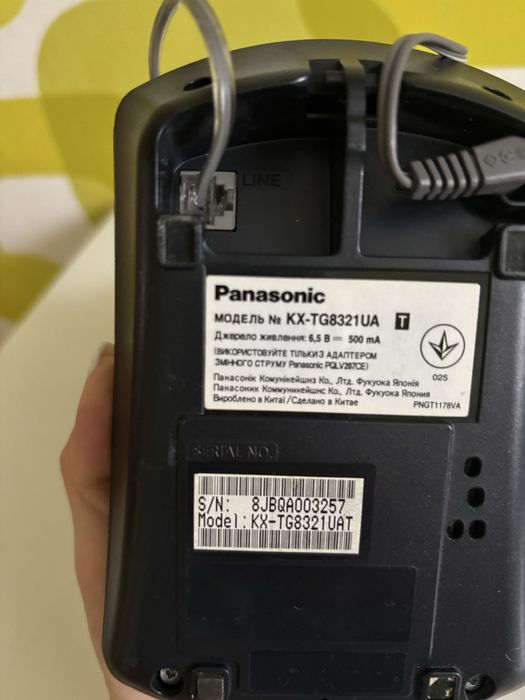 LINE
Panasonic
МОДЕЛЬ № KX-TG8321UA T
Джерело живлення: 6,5 В ⎓ 500 mA
(ВИКОРИСТОВУЙТЕ ТІЛЬКИ З АДАПТЕРОМ
ЗМІННОГО СТРУМУ Panasonic PQLV207CE)
025
Панасонік Комунікейшнз Ко., Лтд. Фукуока Японія
Панасоник Коммуникейшнс Ко., Лтд. Фукуока Япония
Вироблено в Китаї/Сделано в Китае
PNGT1178VA
SERIAL NO.
S/N: 8JBQA003257
Model:KX-TG8321UAT